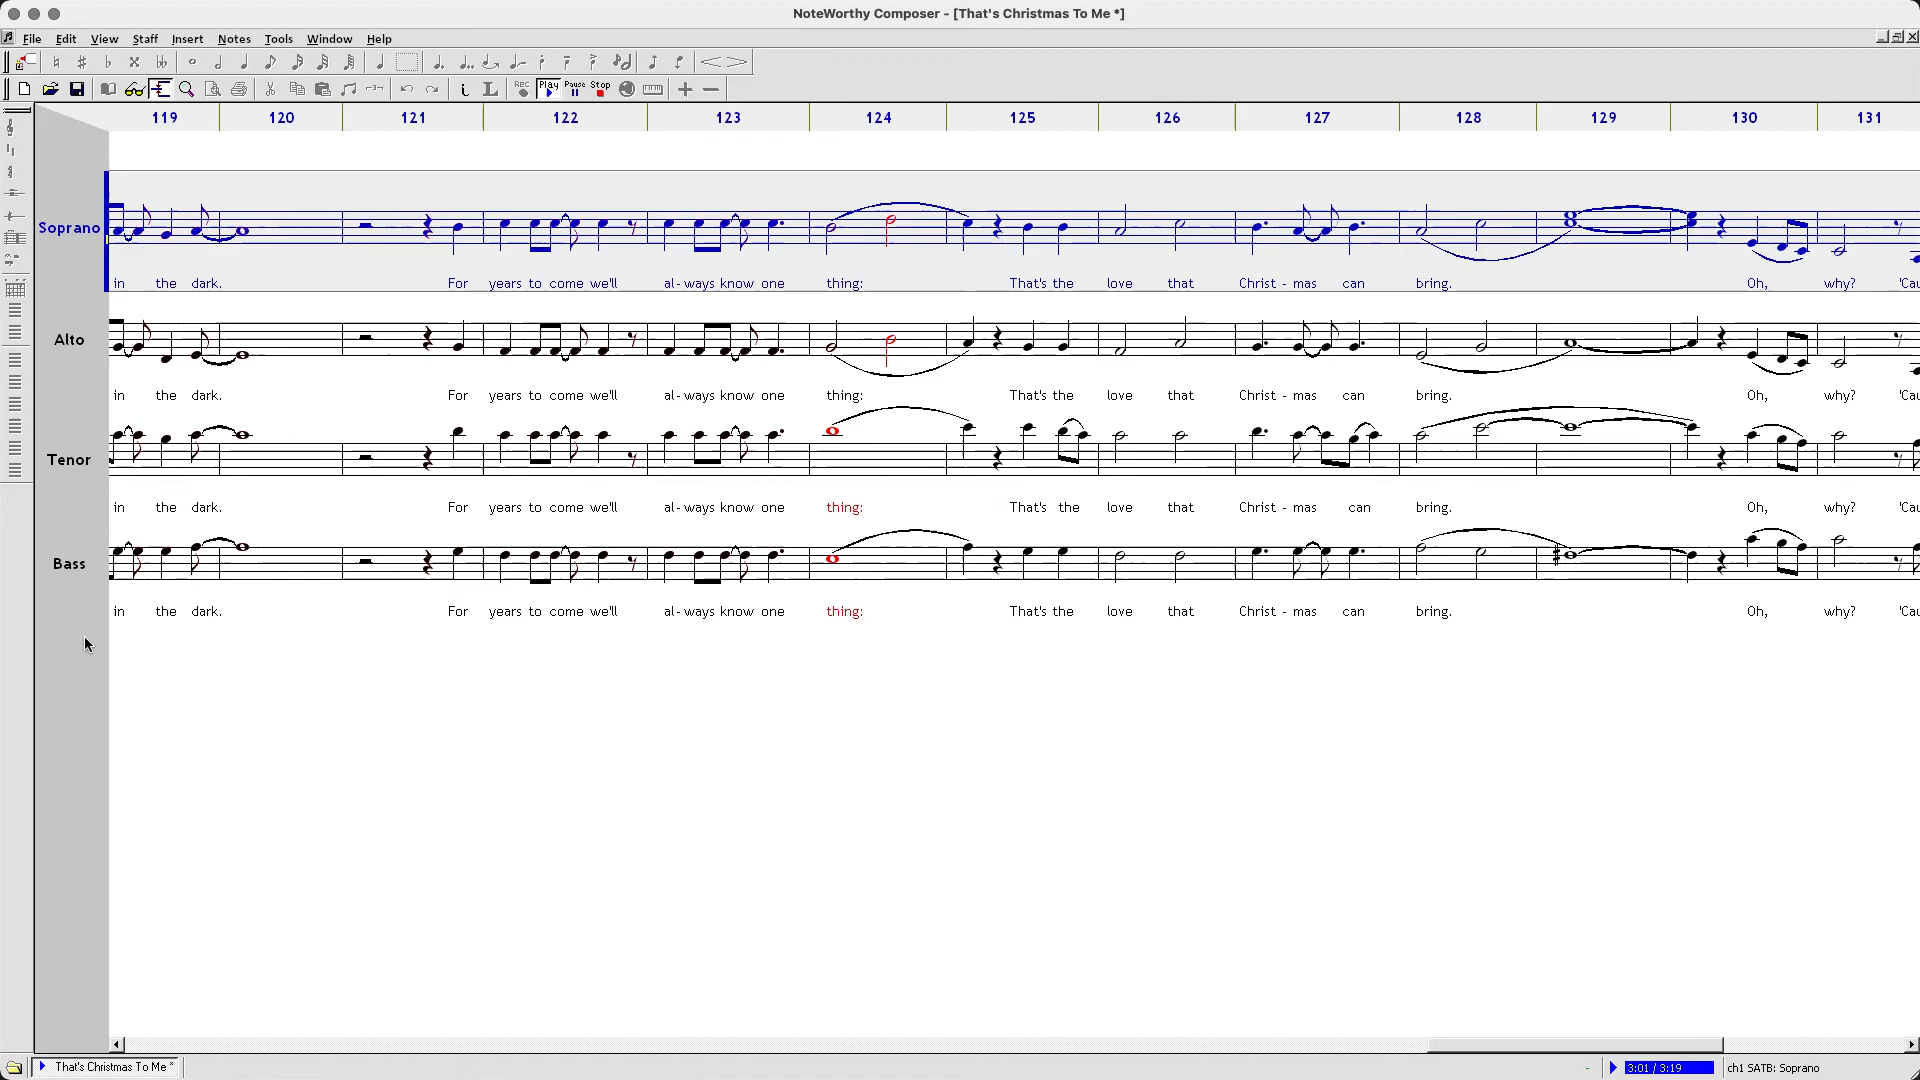 NoteWorthy Composer - [That's Christmas To Me *]
File Edit View Staff Insert Notes Tools Window Help
Rec Play Pause Stop
119 120 121 122 123 124 125 126 127 128 129 130 131
Soprano
in the dark. For years to come we'll al-ways know one thing: That's the love that Christ - mas can bring. Oh, why? 'Cau
Alto
in the dark. For years to come we'll al-ways know one thing: That's the love that Christ - mas can bring. Oh, why? 'Cau
Tenor
in the dark. For years to come we'll al-ways know one thing: That's the love that Christ - mas can bring. Oh, why? 'Cau
Bass
in the dark. For years to come we'll al-ways know one thing: That's the love that Christ - mas can bring. Oh, why? 'Cau
That's Christmas To Me * - 3:01 / 3:19 ch1 SATB: Soprano